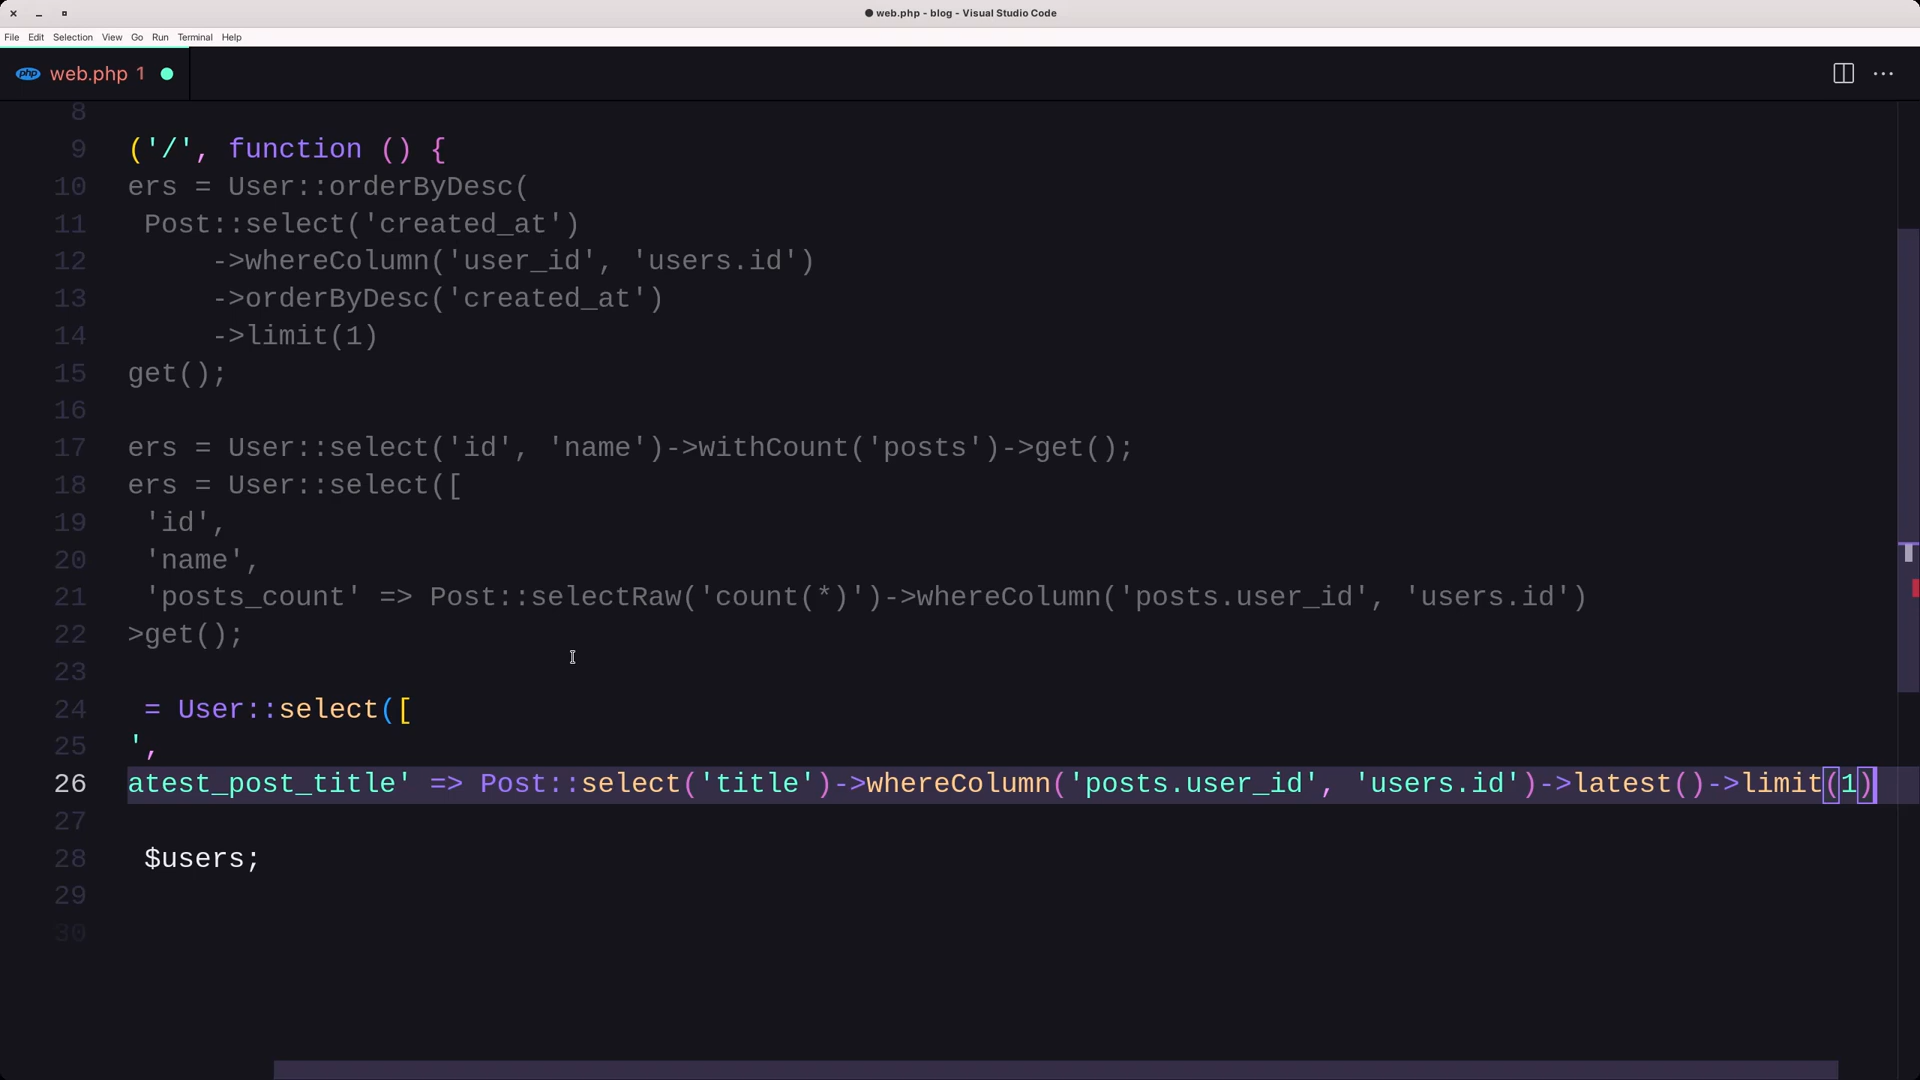 web.php - blog - Visual Studio Code
File Edit Selection View Go Run Terminal Help
php web.php 1
8
9 ('/', function () {
10 ers = User::orderByDesc(
11 Post::select('created_at')
12 ->whereColumn('user_id', 'users.id')
13 ->orderByDesc('created_at')
14 ->limit(1)
15 get();
16
17 ers = User::select('id', 'name')->withCount('posts')->get();
18 ers = User::select([
19 'id',
20 'name',
21 'posts_count' => Post::selectRaw('count(*)')->whereColumn('posts.user_id', 'users.id')
22 >get();
23
24 = User::select([
25 ',
26 atest_post_title' => Post::select('title')->whereColumn('posts.user_id', 'users.id')->latest()->limit(1)
27
28 $users;
29
30